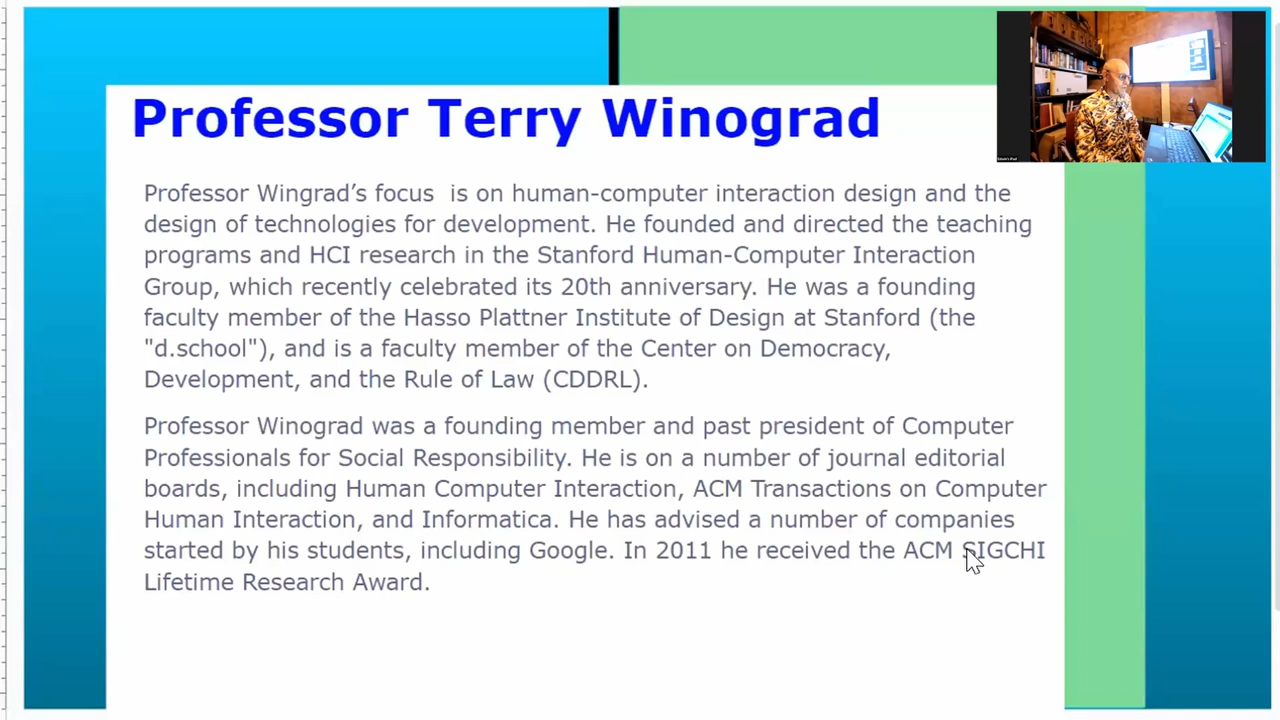 Professor Terry Winograd
Professor Wingrad’s focus  is on human-computer interaction design and the
design of technologies for development. He founded and directed the teaching
programs and HCI research in the Stanford Human-Computer Interaction
Group, which recently celebrated its 20th anniversary. He was a founding
faculty member of the Hasso Plattner Institute of Design at Stanford (the
"d.school"), and is a faculty member of the Center on Democracy,
Development, and the Rule of Law (CDDRL).
Professor Winograd was a founding member and past president of Computer
Professionals for Social Responsibility. He is on a number of journal editorial
boards, including Human Computer Interaction, ACM Transactions on Computer
Human Interaction, and Informatica. He has advised a number of companies
started by his students, including Google. In 2011 he received the ACM SIGCHI
Lifetime Research Award.